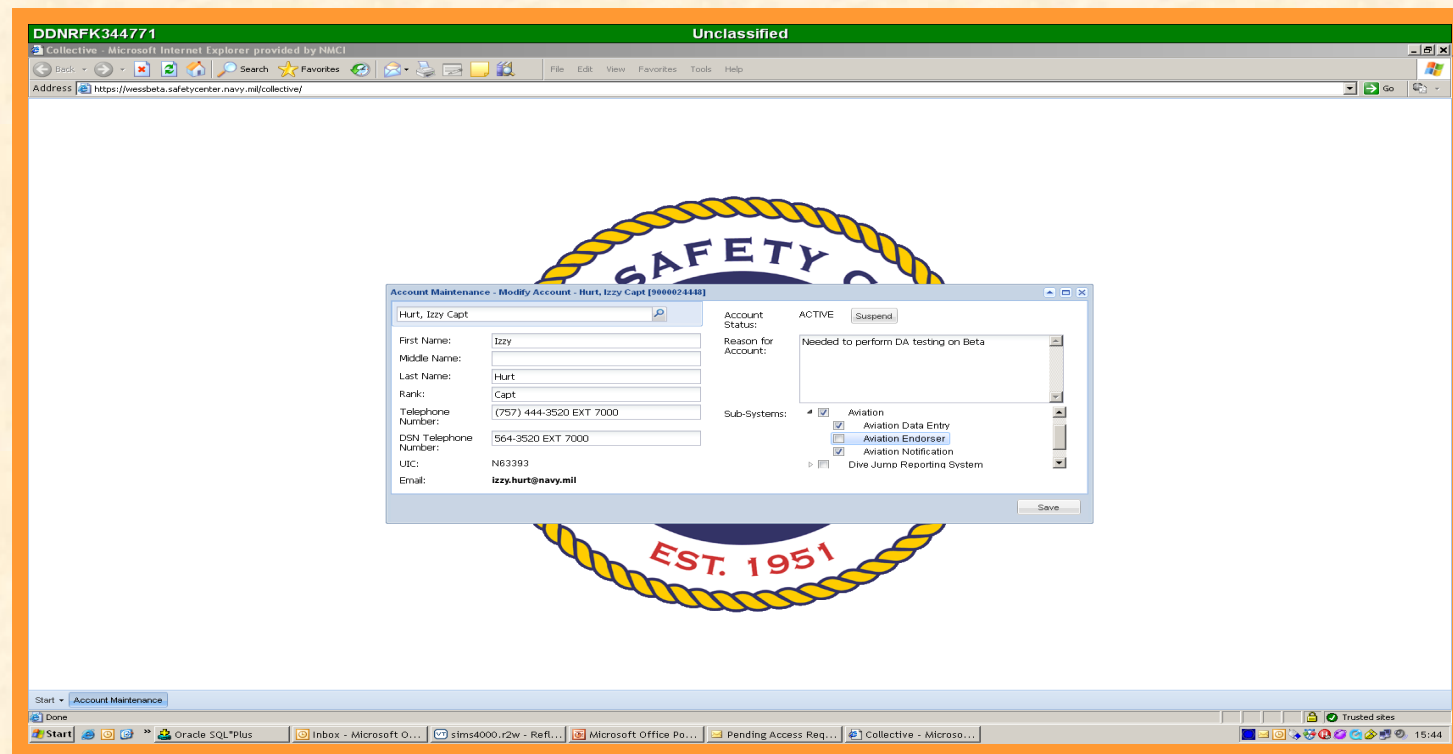 DDNRFK344771 Unclassified
Collective - Microsoft Internet Explorer provided by NMCI
Back Search Favorites File Edit View Favorites Tools Help
Address https://wessbeta.safetycenter.navy.mil/collective/ Go
SAFETY
Account Maintenance - Modify Account - Hurt, Izzy Capt [9000024448]
Hurt, Izzy Capt
Account Status: ACTIVE Suspend
First Name: Izzy
Reason for Account: Needed to perform DA testing on Beta
Middle Name:
Last Name: Hurt
Rank: Capt
Telephone Number: (757) 444-3520 EXT 7000
Sub-Systems: Aviation
Aviation Data Entry
DSN Telephone Number: 564-3520 EXT 7000
Aviation Endorser
Aviation Notification
UIC: N63393
Dive Jump Reporting System
Email: izzy.hurt@navy.mil
Save
EST. 1951
Start Account Maintenance
Done Trusted sites
Start Oracle SQL*Plus Inbox - Microsoft O... sims4000.r2w - Refl... Microsoft Office Po... Pending Access Req... Collective - Microso... 15:44